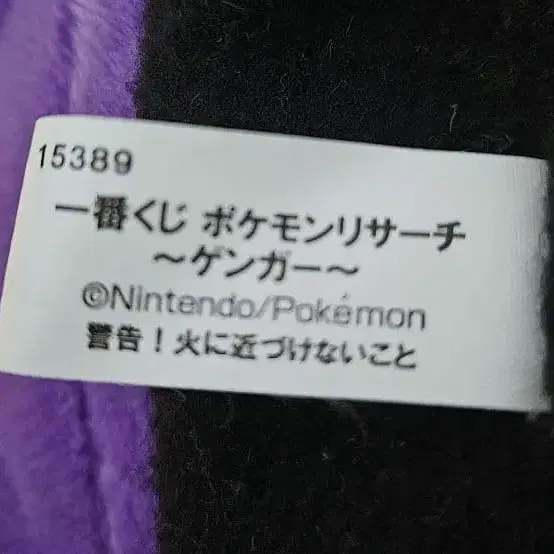 15389
一番くじ ポケモンリサーチ
～ゲンガー～
©Nintendo/Pokémon
警告！火に近づけないこと